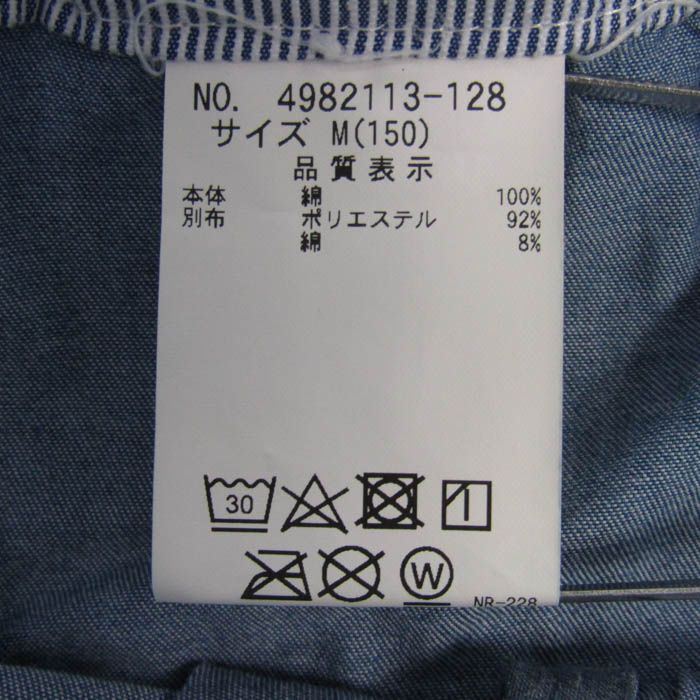 NO. 4982113-128
サイズ M(150)
品質表示
本体 綿 100%
別布 ポリエステル 92%
綿 8%
30
W
NR-228